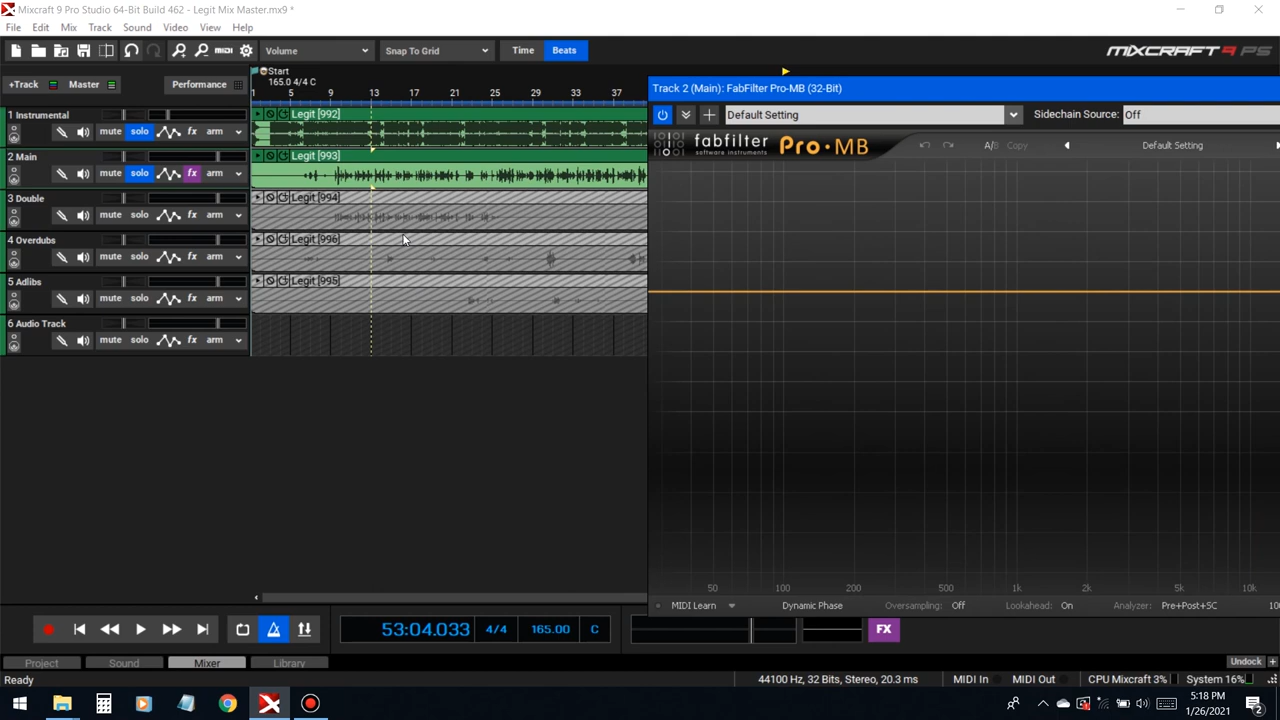 Mixcraft 9 Pro Studio 64-Bit Build 462 - Legit Mix Master.mx9 *
File Edit Mix Track Sound Video View Help
MIDI Volume Snap To Grid Time Beats MIXCRAFT 9 PS
+Track Master Performance
Start
165.0 4/4 C
1 5 9 13 17 21 25 29 33 37
1 Instrumental
mute solo fx arm
Legit [992]
2 Main
mute solo fx arm
Legit [993]
3 Double
mute solo fx arm
Legit [994]
4 Overdubs
mute solo fx arm
Legit [996]
5 Adlibs
mute solo fx arm
Legit [995]
6 Audio Track
mute solo fx arm
Track 2 (Main): FabFilter Pro-MB (32-Bit)
Default Setting Sidechain Source: Off
fabfilter
software instruments
Pro·MB
A/B Copy Default Setting
50 100 200 500 1k 2k 5k 10k
MIDI Learn Dynamic Phase Oversampling: Off Lookahead: On Analyzer: Pre+Post+SC 100
53:04.033 4/4 165.00 C FX
Project Sound Mixer Library Undock
Ready 44100 Hz, 32 Bits, Stereo, 20.3 ms MIDI In MIDI Out CPU Mixcraft 3% System 16%
5:18 PM
1/26/2021
2